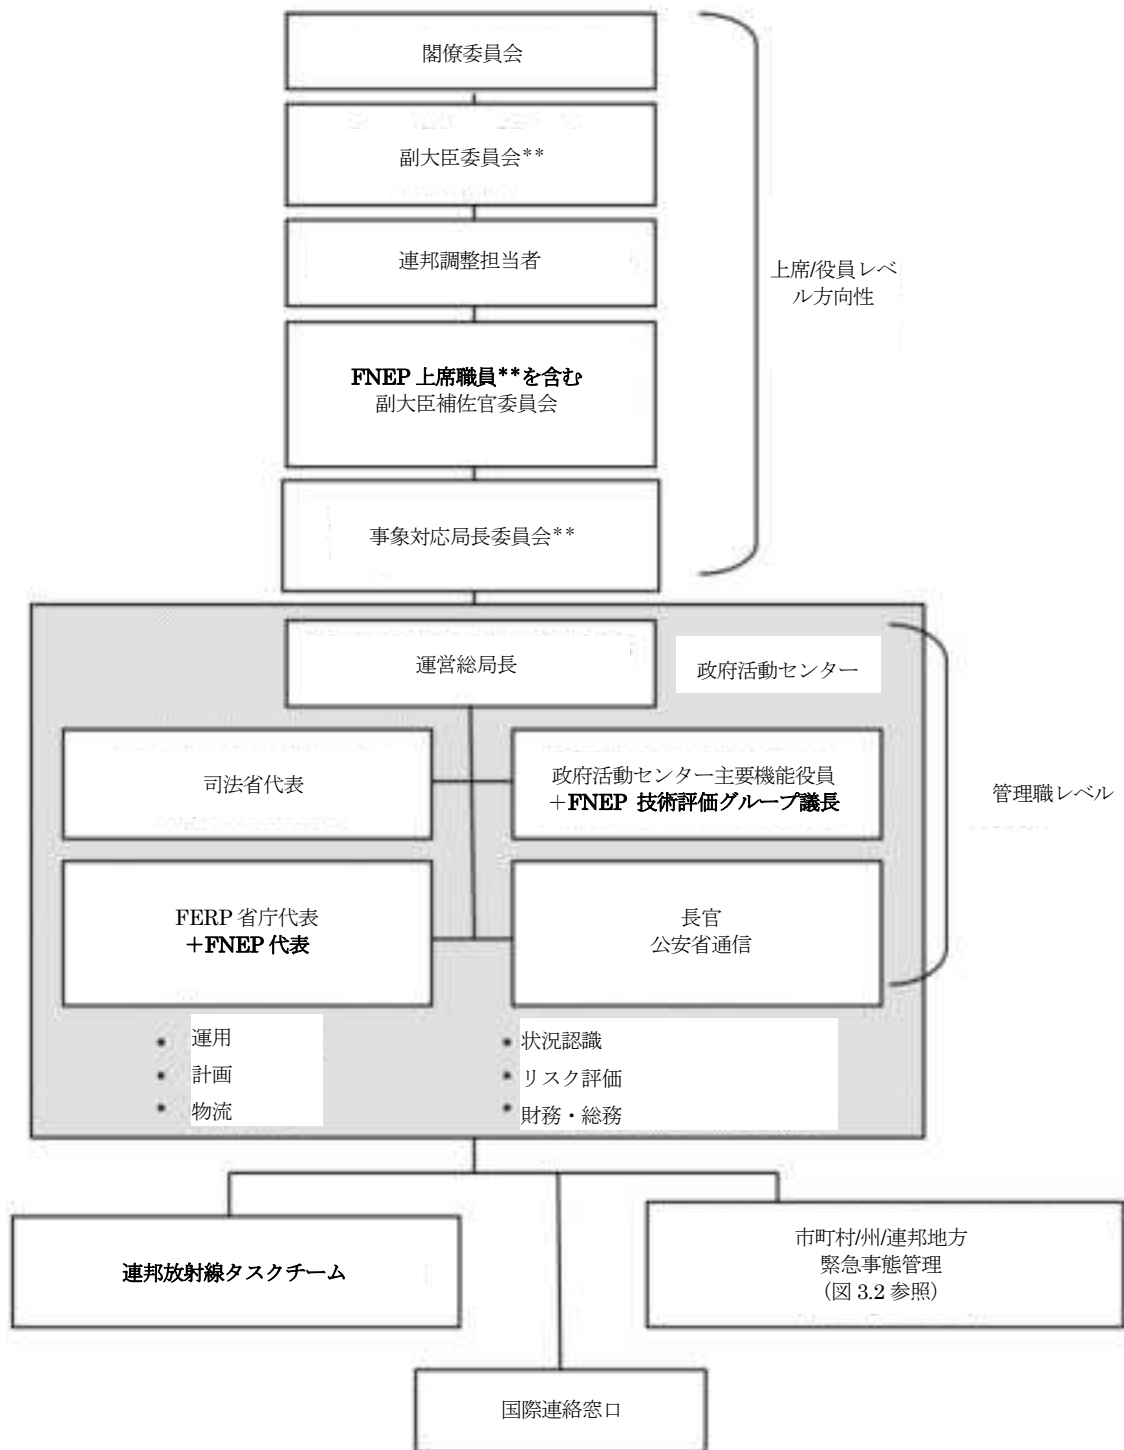 閣僚委員会
副大臣委員会**
連邦調整担当者
上席/役員レベ
ル方向性
FNEP 上席職員**を含む
副大臣補佐官委員会
事象対応局長委員会**
運営総局長
政府活動センター
司法省代表
政府活動センター主要機能役員
＋FNEP 技術評価グループ議長
管理職レベル
FERP 省庁代表
＋FNEP 代表
長官
公安省通信
• 運用
• 計画
• 物流
• 状況認識
• リスク評価
• 財務・総務
連邦放射線タスクチーム
市町村/州/連邦地方
緊急事態管理
（図 3.2 参照）
国際連絡窓口